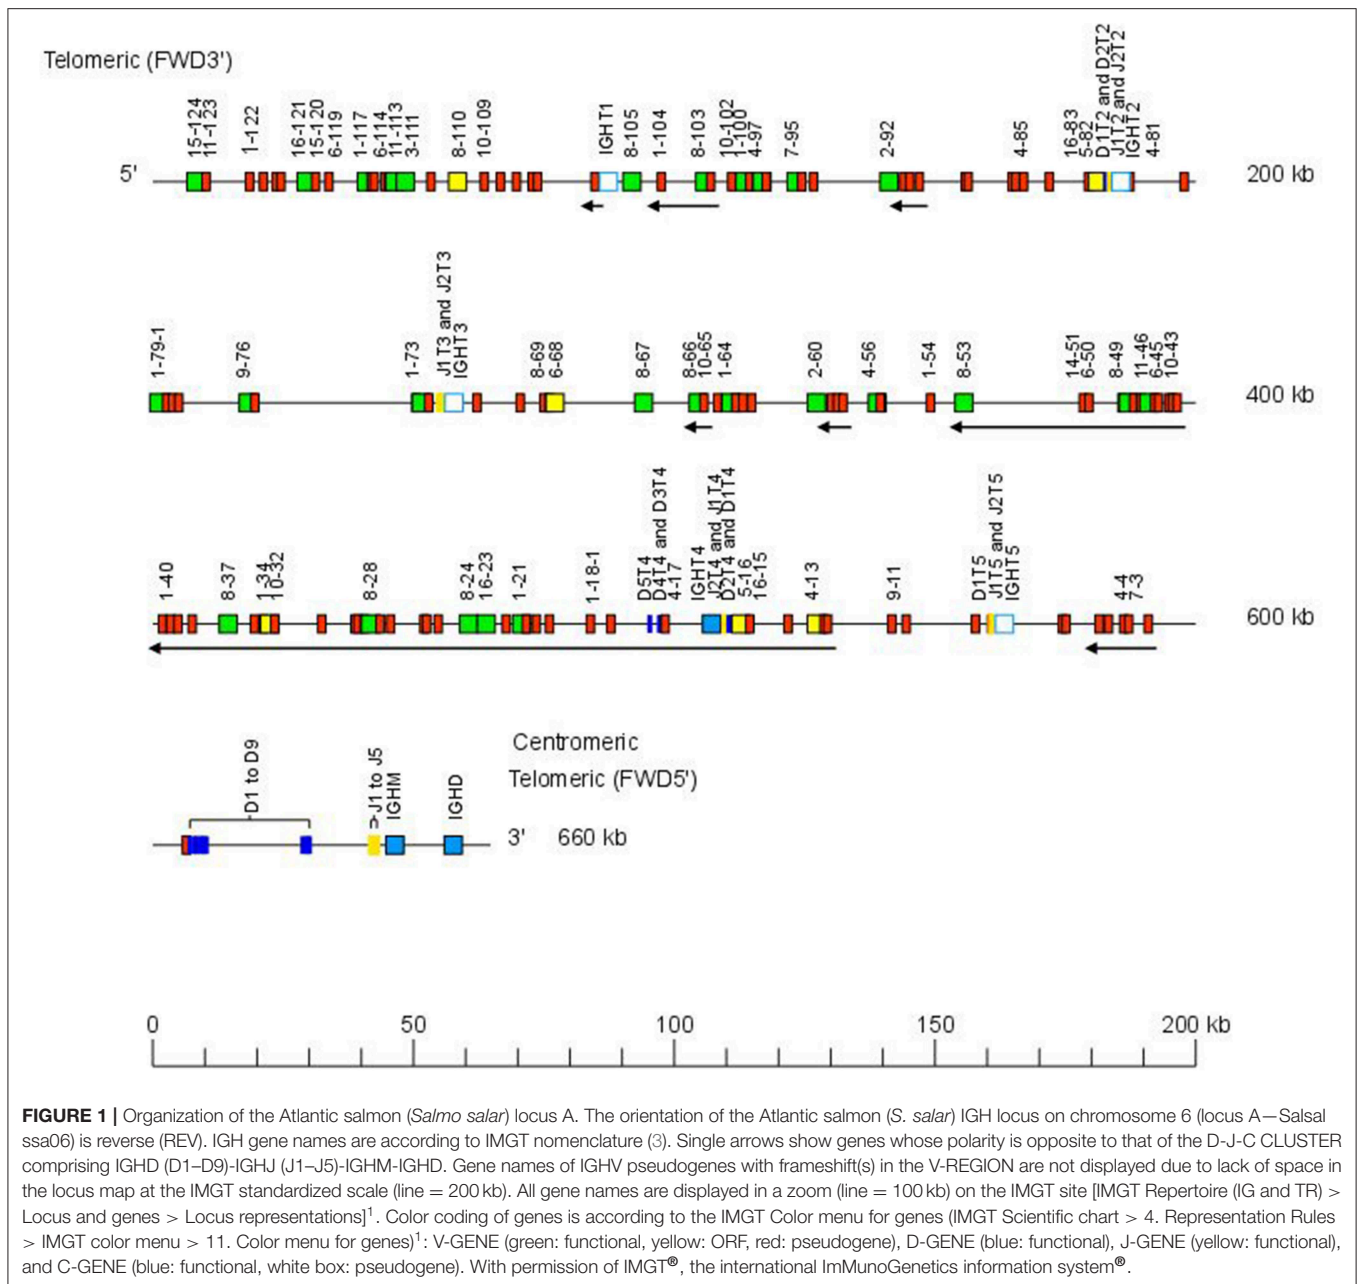 Telomeric (FWD3')
15-124
11-123
1-122
16-121
15-120
6-119
1-117
6-114
11-113
3-111
8-110
10-109
IGHT1
8-105
1-104
8-103
10-102
1-100
4-97
7-95
2-92
4-85
16-83
5-82
D1T2 and D2T2
J1T2 and J2T2
IGHT2
4-81
5'
200 kb
1-79-1
9-76
1-73
J1T3 and J2T3
IGHT3
8-69
6-68
8-67
8-66
10-65
1-64
2-60
4-56
1-54
8-53
14-51
6-50
8-49
11-46
6-45
10-43
400 kb
1-40
8-37
1-34
10-32
8-28
8-24
16-23
1-21
1-18-1
D5T4
D4T4 and D3T4
4-17
IGHT4
J2T4 and J1T4
D2T4 and D1T4
5-16
16-15
4-13
9-11
D1T5
J1T5 and J2T5
IGHT5
4-4
7-3
600 kb
D1 to D9
J1 to J5
IGHM
IGHD
Centromeric
Telomeric (FWD5')
3' 660 kb
0 50 100 150 200 kb
FIGURE 1 | Organization of the Atlantic salmon (Salmo salar) locus A. The orientation of the Atlantic salmon (S. salar) IGH locus on chromosome 6 (locus A—Salsal
ssa06) is reverse (REV). IGH gene names are according to IMGT nomenclature (3). Single arrows show genes whose polarity is opposite to that of the D-J-C CLUSTER
comprising IGHD (D1–D9)-IGHJ (J1–J5)-IGHM-IGHD. Gene names of IGHV pseudogenes with frameshift(s) in the V-REGION are not displayed due to lack of space in
the locus map at the IMGT standardized scale (line = 200 kb). All gene names are displayed in a zoom (line = 100 kb) on the IMGT site [IMGT Repertoire (IG and TR) >
Locus and genes > Locus representations]1. Color coding of genes is according to the IMGT Color menu for genes (IMGT Scientific chart > 4. Representation Rules
> IMGT color menu > 11. Color menu for genes)1: V-GENE (green: functional, yellow: ORF, red: pseudogene), D-GENE (blue: functional), J-GENE (yellow: functional),
and C-GENE (blue: functional, white box: pseudogene). With permission of IMGT®, the international ImMunoGenetics information system®.